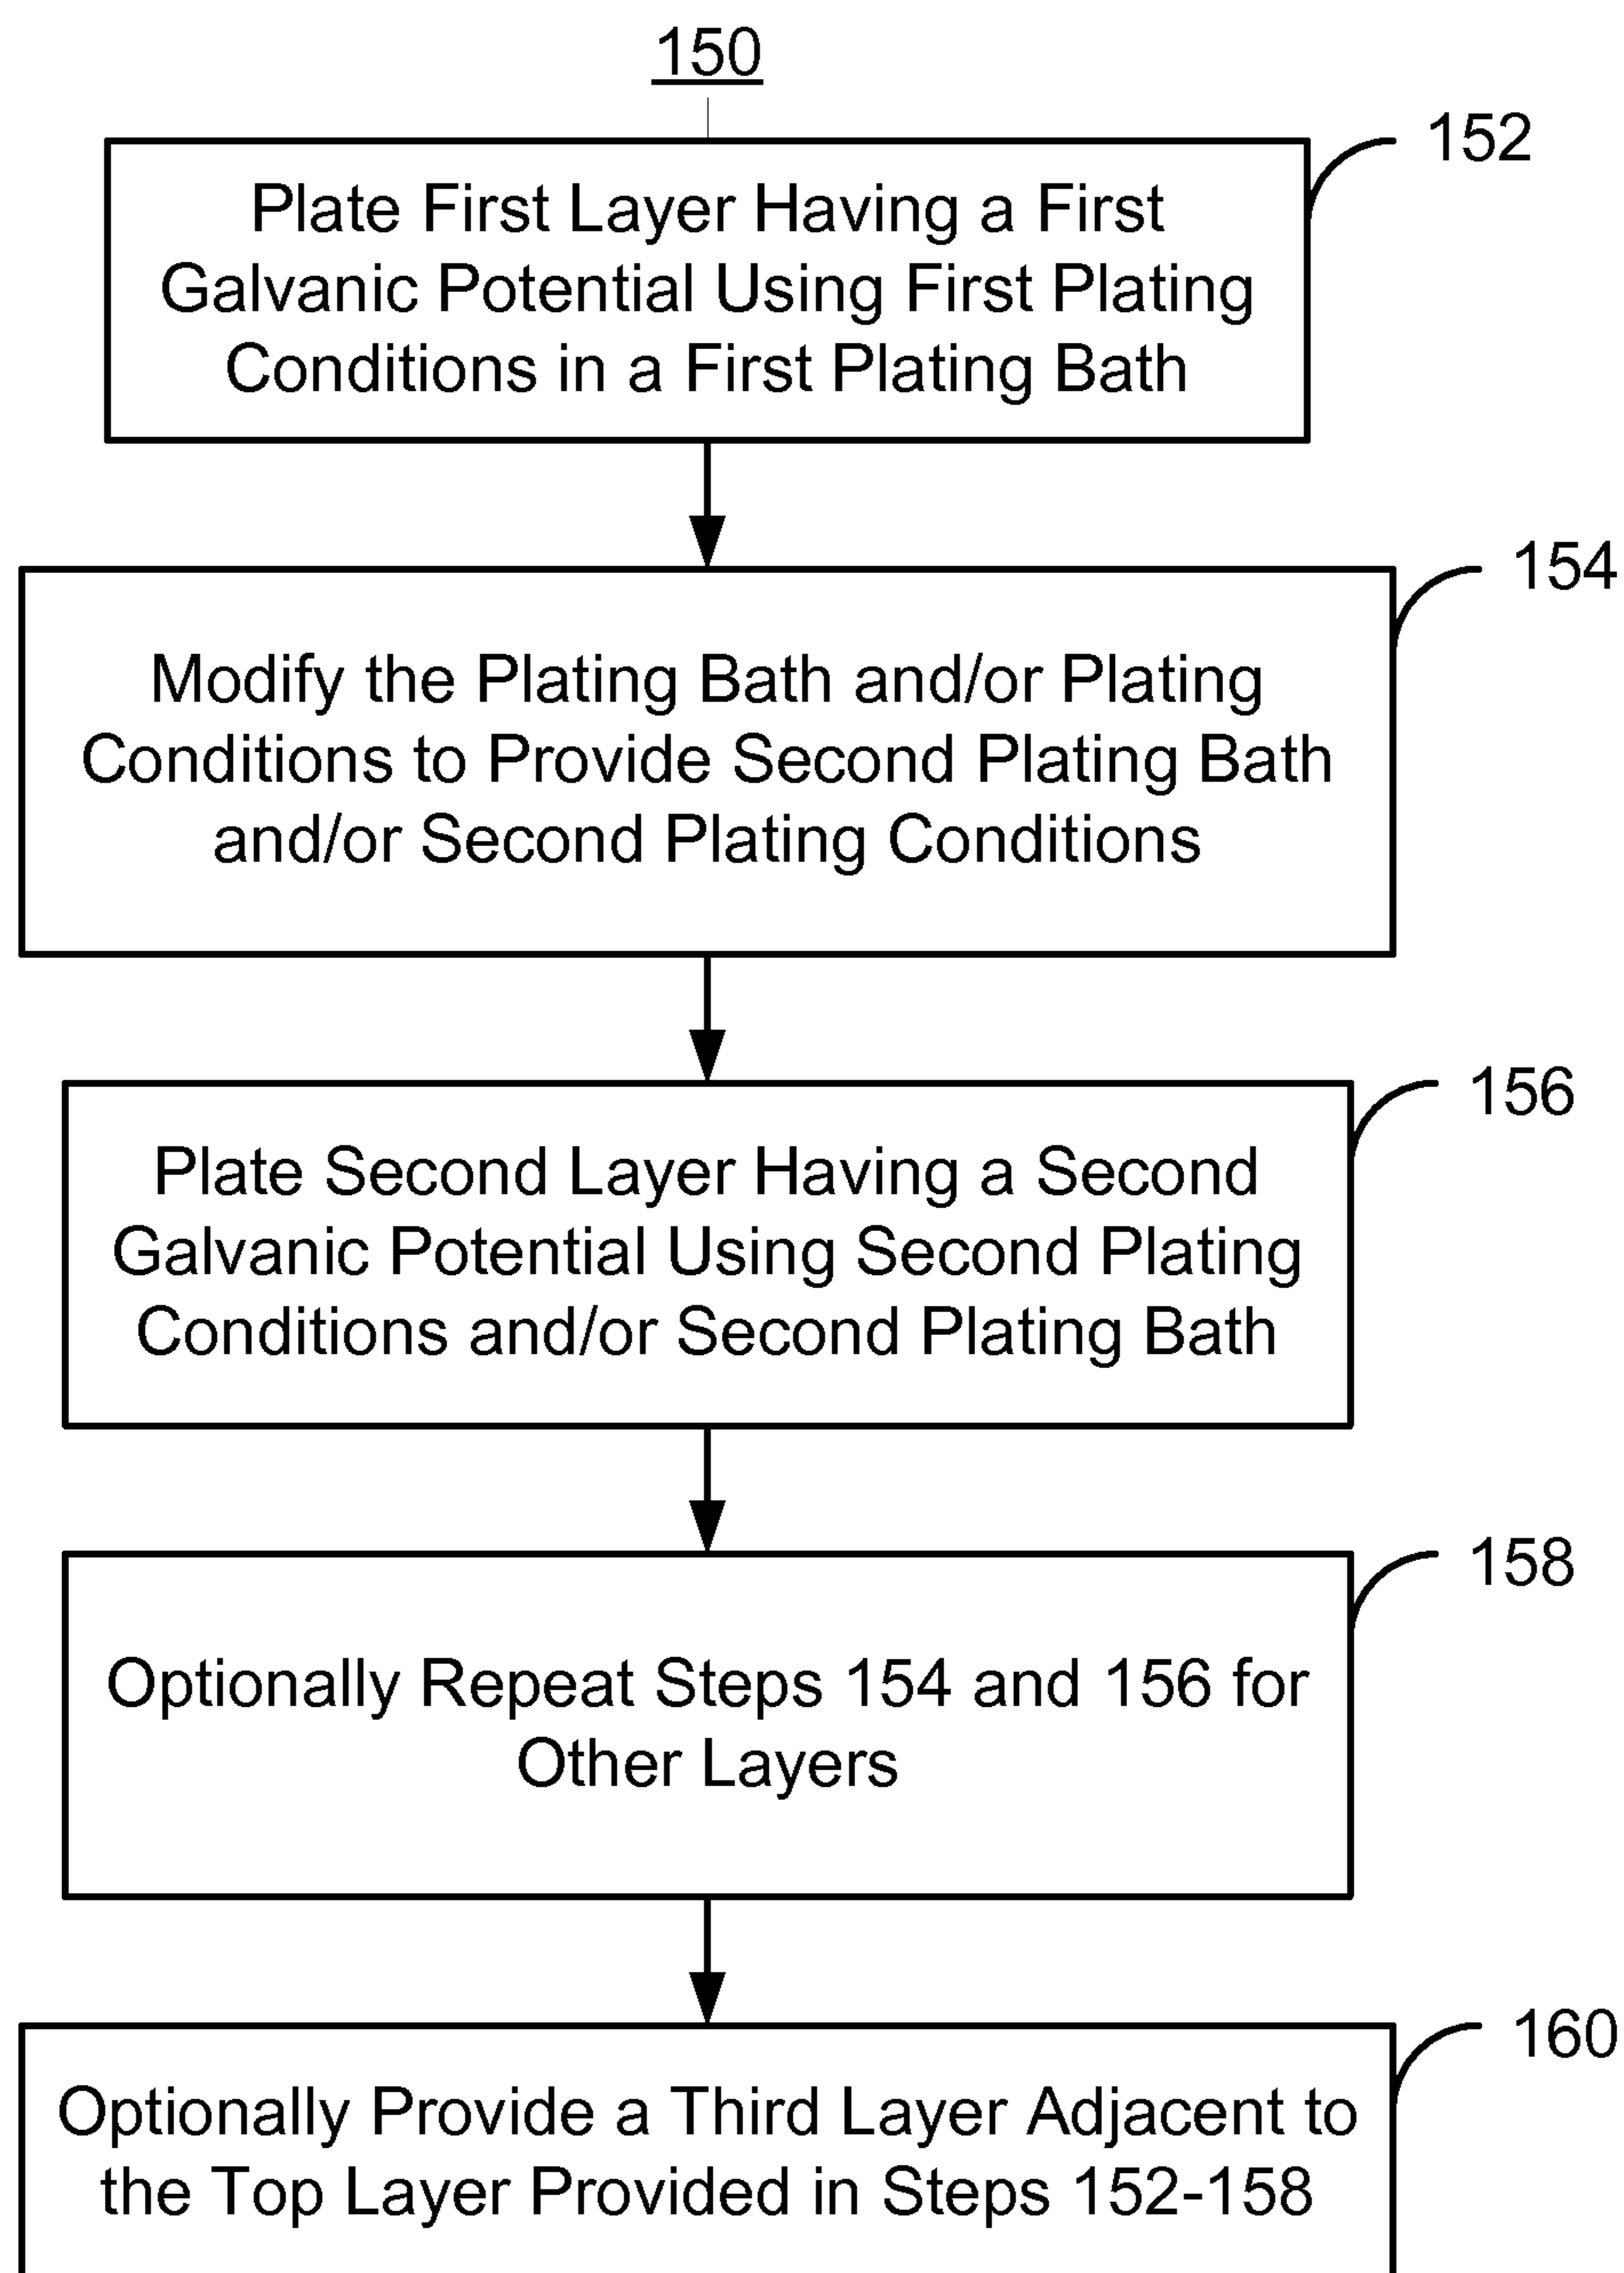 150
152
Plate First Layer Having a First
Galvanic Potential Using First Plating
Conditions in a First Plating Bath
154
Modify the Plating Bath and/or Plating
Conditions to Provide Second Plating Bath
and/or Second Plating Conditions
156
Plate Second Layer Having a Second
Galvanic Potential Using Second Plating
Conditions and/or Second Plating Bath
158
Optionally Repeat Steps 154 and 156 for
Other Layers
160
Optionally Provide a Third Layer Adjacent to
the Top Layer Provided in Steps 152-158